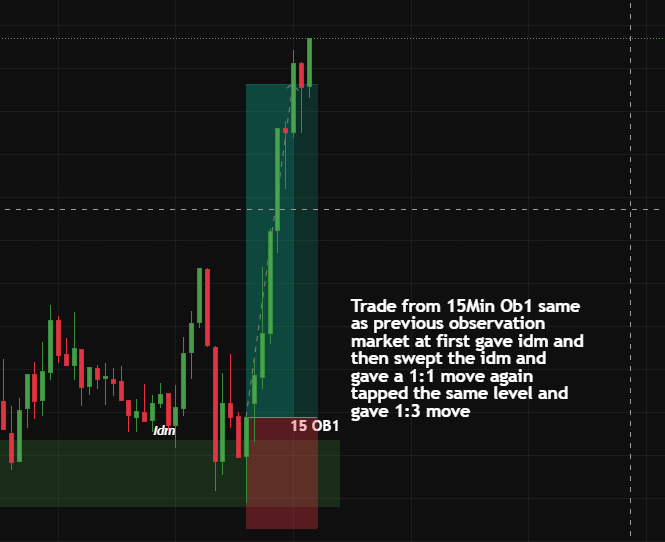 Trade from 15Min Ob1 same
as previous observation
market at first gave idm and
then swept the idm and
gave a 1:1 move again
tapped the same level and
gave 1:3 move
15 OB1
Idm